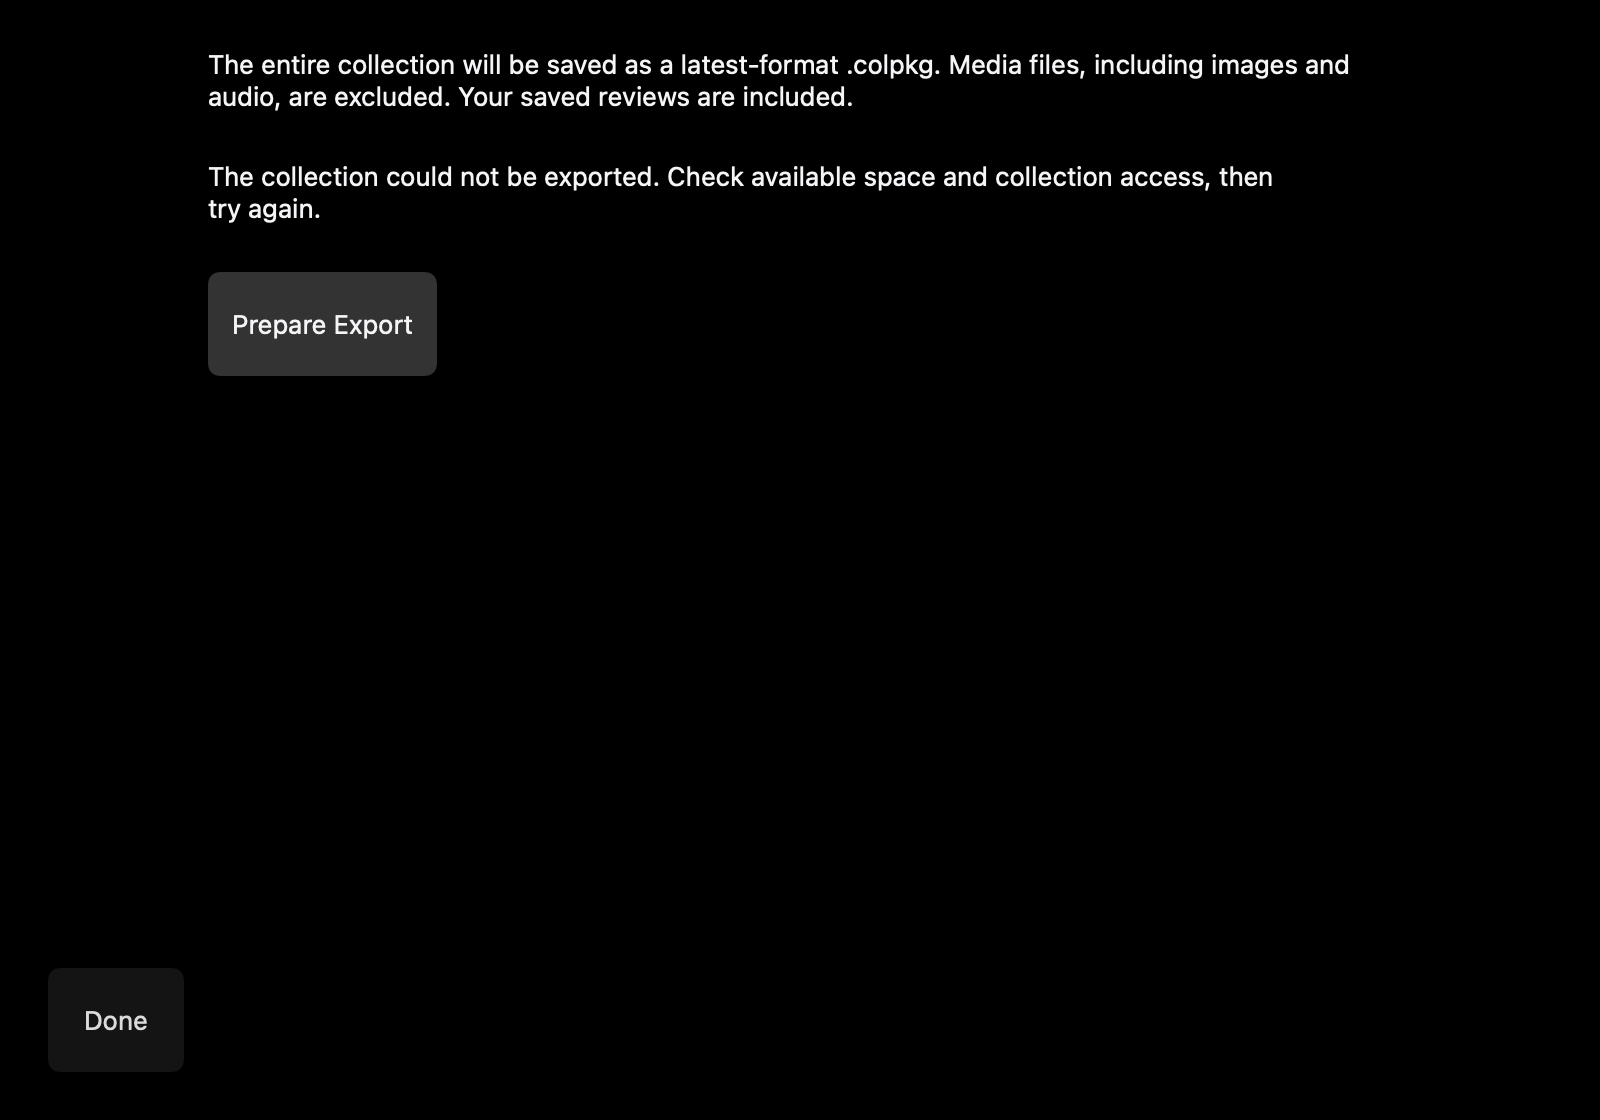 The entire collection will be saved as a latest-format .colpkg. Media files, including images and
audio, are excluded. Your saved reviews are included.
The collection could not be exported. Check available space and collection access, then
try again.
Prepare Export
Done